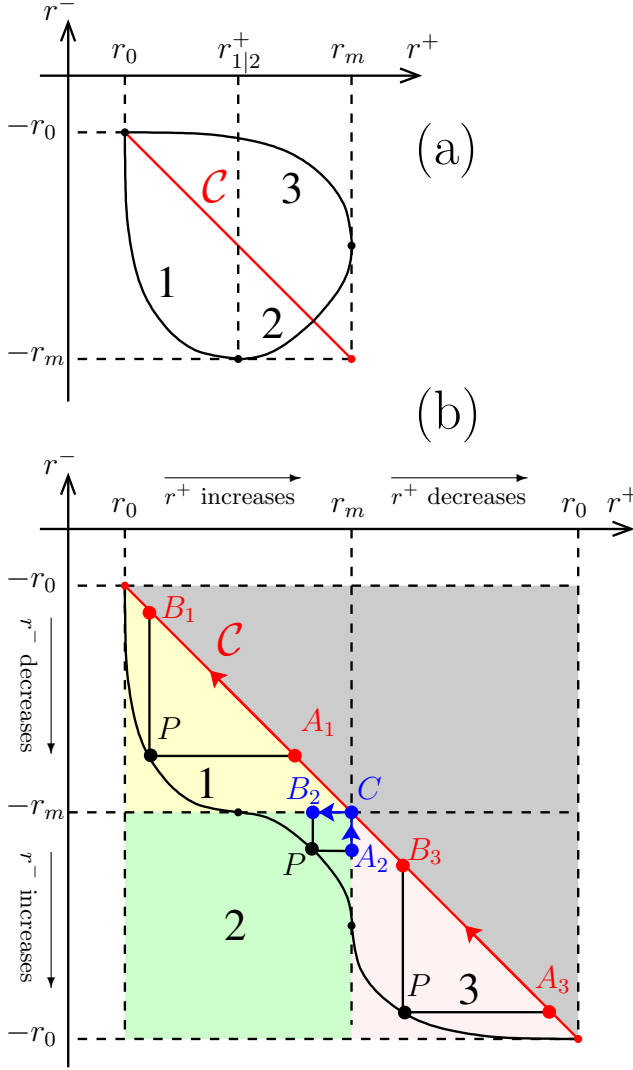 r⁻
r₀ r⁺₁|₂ r_m r⁺
−r₀
(a)
𝒞 3
1
2
−r_m
(b)
r⁻
r⁺ increases r⁺ decreases
r₀ r_m r₀ r⁺
−r₀
B₁
r⁻ decreases
𝒞
P A₁
1 B₂ C
−r_m
P A₂ B₃
r⁻ increases
2
P 3 A₃
−r₀